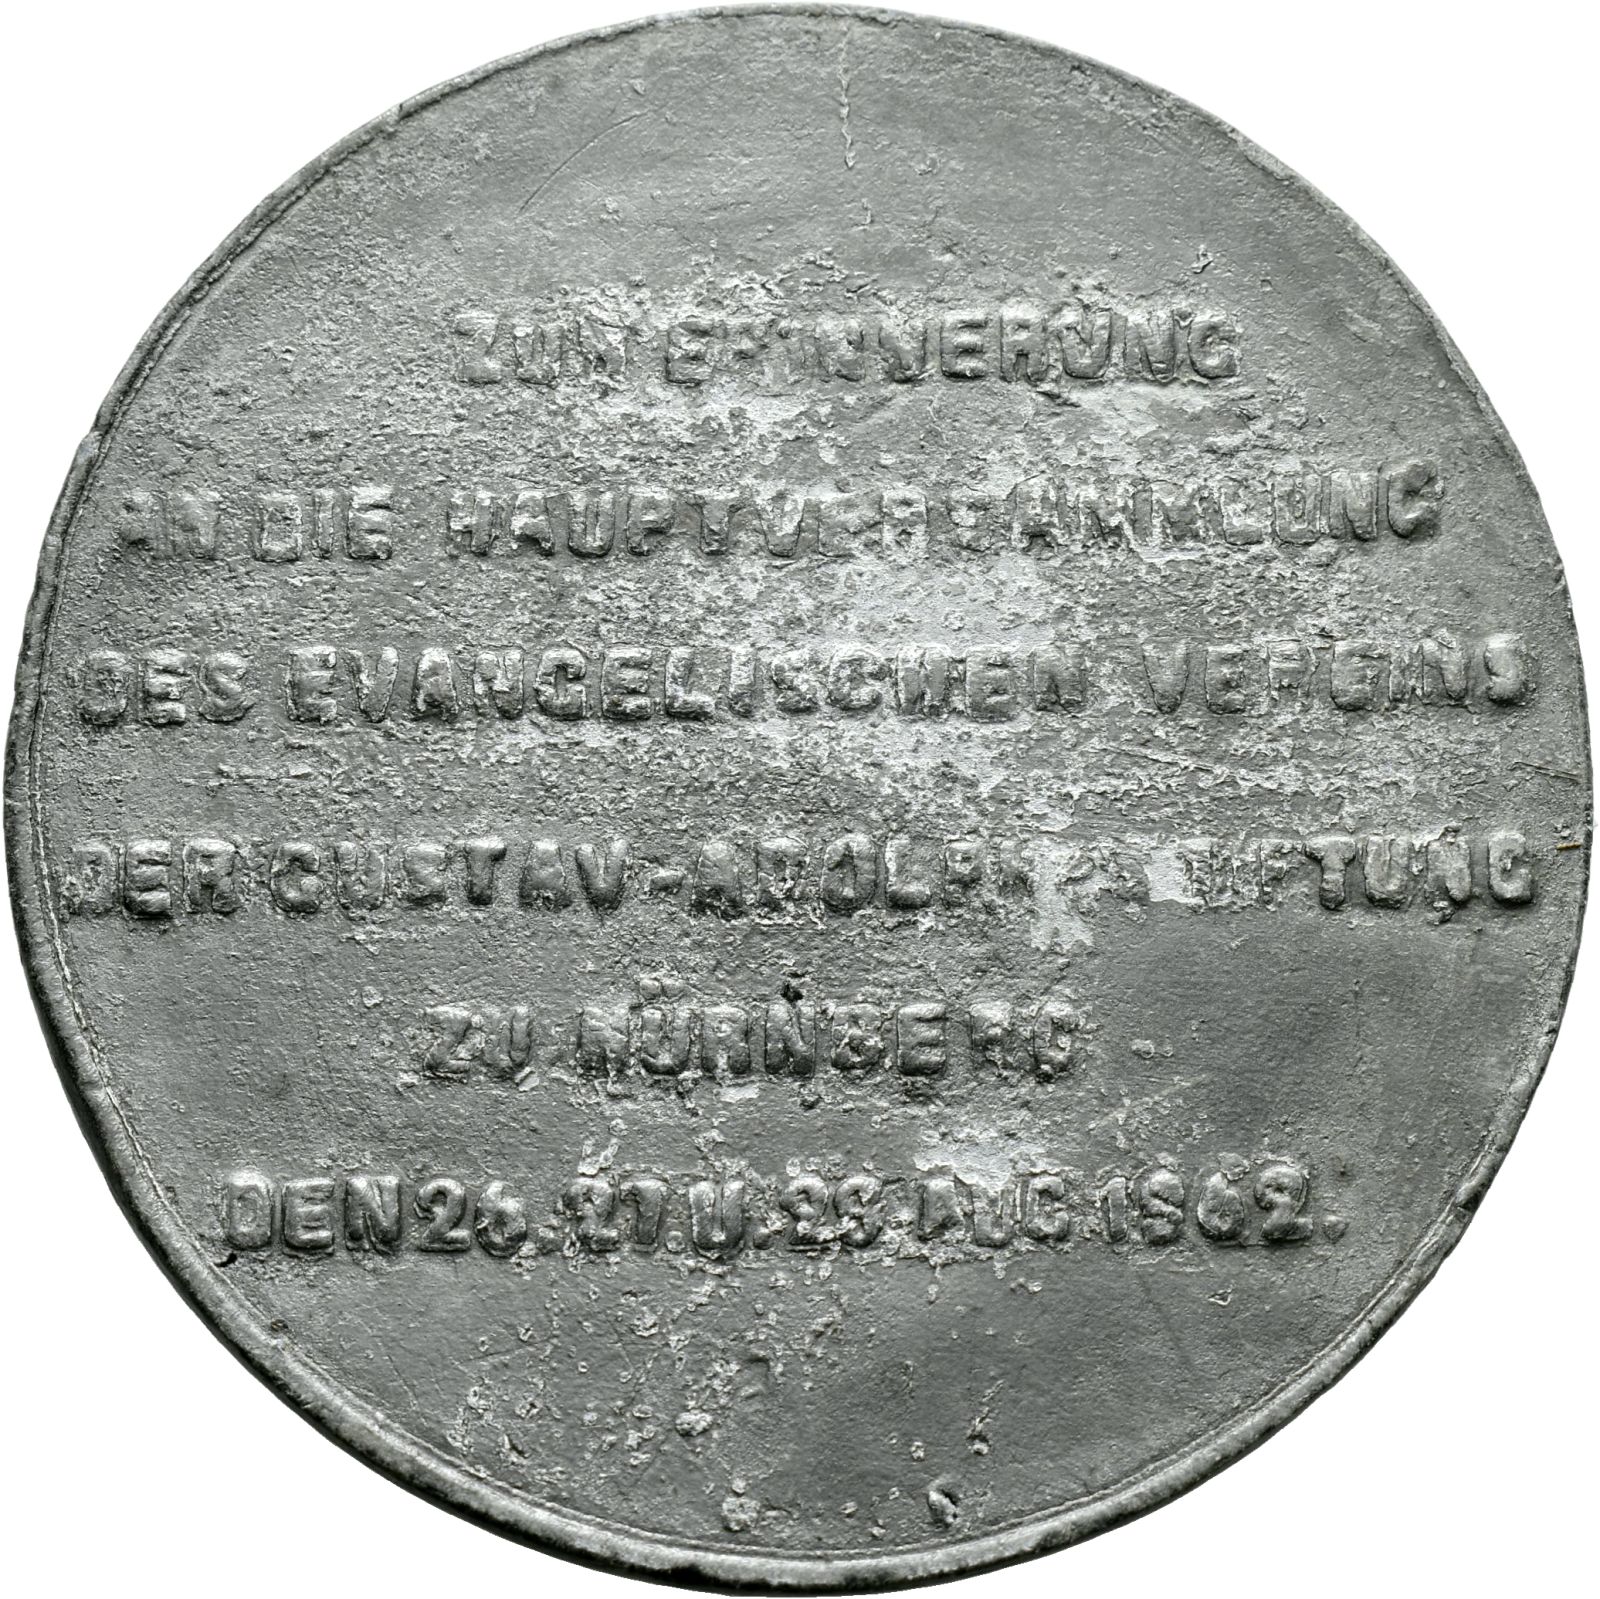 ZUR ERINNERUNG
AN DIE HAUPTVERSAMMLUNG
DES EVANGELISCHEN VEREINS
DER GUSTAV-ADOLPH-STIFTUNG
ZU NÜRNBERG
DEN 26. 27. U. 28 AUG. 1862.